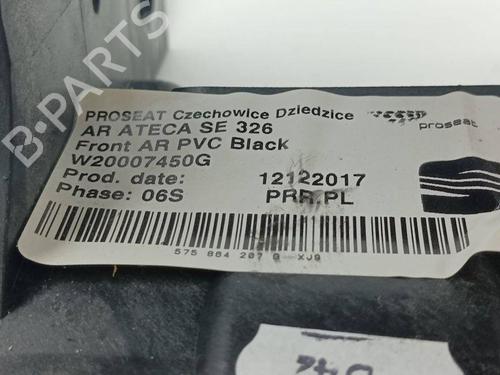 B-PARTS
PROSEAT Czechowice Dziedzice
proseat
AR ATECA SE 326
Front AR PVC Black
W20007450G
Prod. date: 12122017
Phase: 06S PRR PL
575 864 207 G XJ9